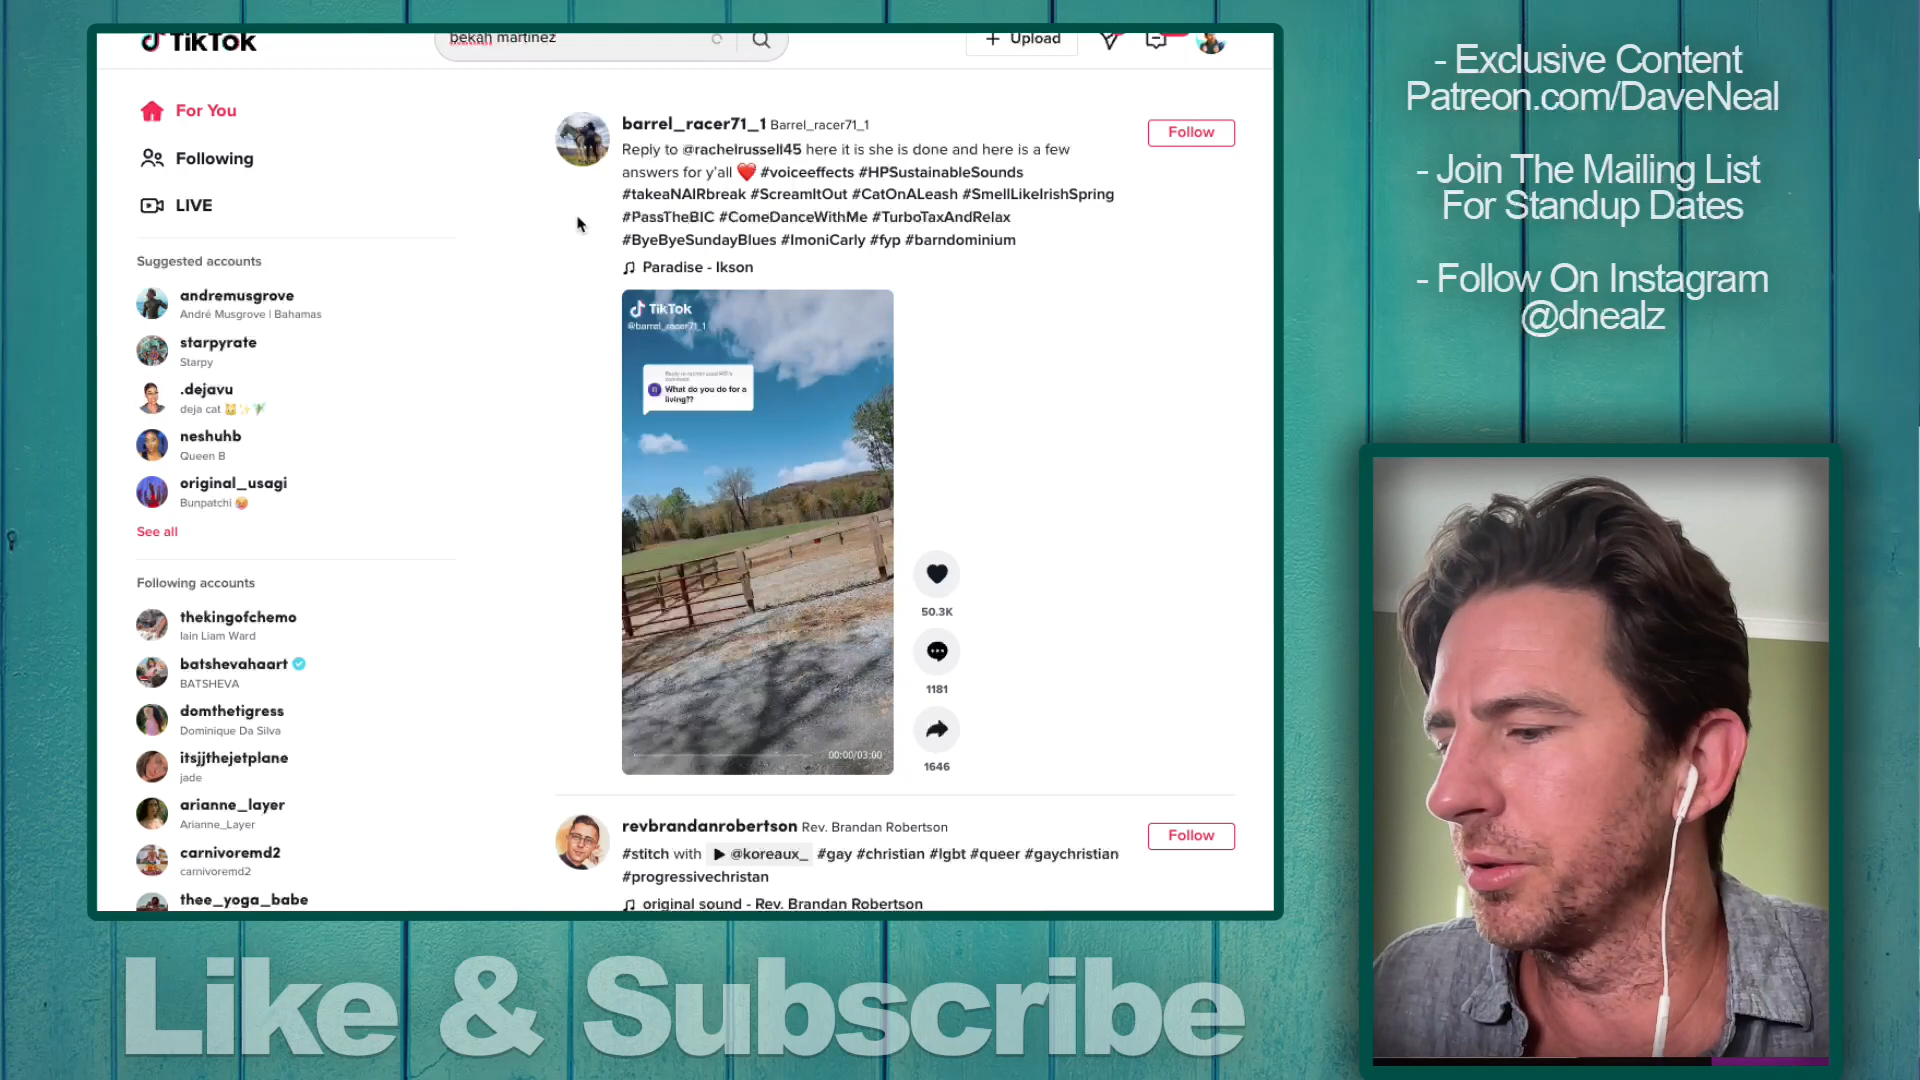 TikTok
bekah martinez
Upload
For You
Following
LIVE
Suggested accounts
andremusgrove
André Musgrove | Bahamas
starpyrate
Starpy
.dejavu
deja cat 🐱✨🌱
neshuhb
Queen B
original_usagi
Bunpatchi 🥵
See all
Following accounts
thekingofchemo
Iain Liam Ward
batshevahaart
BATSHEVA
domthetigress
Dominique Da Silva
itsjjthejetplane
jade
arianne_layer
Arianne_Layer
carnivoremd2
carnivoremd2
thee_yoga_babe
barrel_racer71_1 Barrel_racer71_1
Follow
Reply to @rachelrussell45 here it is she is done and here is a few
answers for y'all ❤️ #voiceeffects #HPSustainableSounds
#takeaNAIRbreak #ScreamItOut #CatOnALeash #SmellLikeIrishSpring
#PassTheBIC #ComeDanceWithMe #TurboTaxAndRelax
#ByeByeSundayBlues #ImoniCarly #fyp #barndominium
Paradise - Ikson
TikTok
@barrel_racer71_1
What do you do for a
living??
00:00/03:00
50.3K
1181
1646
revbrandanrobertson Rev. Brandan Robertson
Follow
#stitch with @koreaux_ #gay #christian #lgbt #queer #gaychristian
#progressivechristan
original sound - Rev. Brandan Robertson
- Exclusive Content
Patreon.com/DaveNeal
- Join The Mailing List
For Standup Dates
- Follow On Instagram
@dnealz
Like & Subscribe